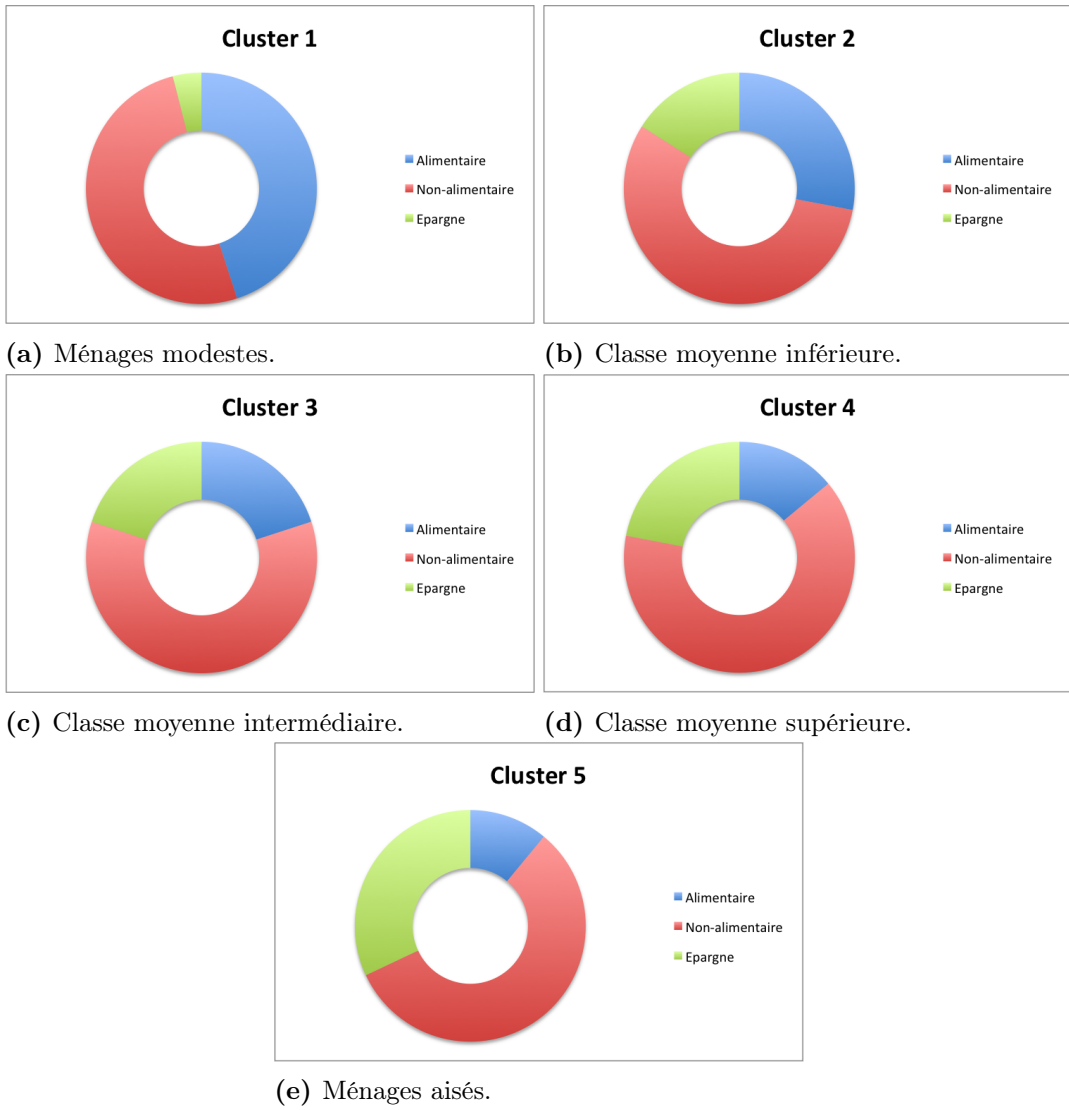 Cluster 1
Alimentaire
Non-alimentaire
Epargne
(a) Ménages modestes.
Cluster 2
Alimentaire
Non-alimentaire
Epargne
(b) Classe moyenne inférieure.
Cluster 3
Alimentaire
Non-alimentaire
Epargne
(c) Classe moyenne intermédiaire.
Cluster 4
Alimentaire
Non-alimentaire
Epargne
(d) Classe moyenne supérieure.
Cluster 5
Alimentaire
Non-alimentaire
Epargne
(e) Ménages aisés.